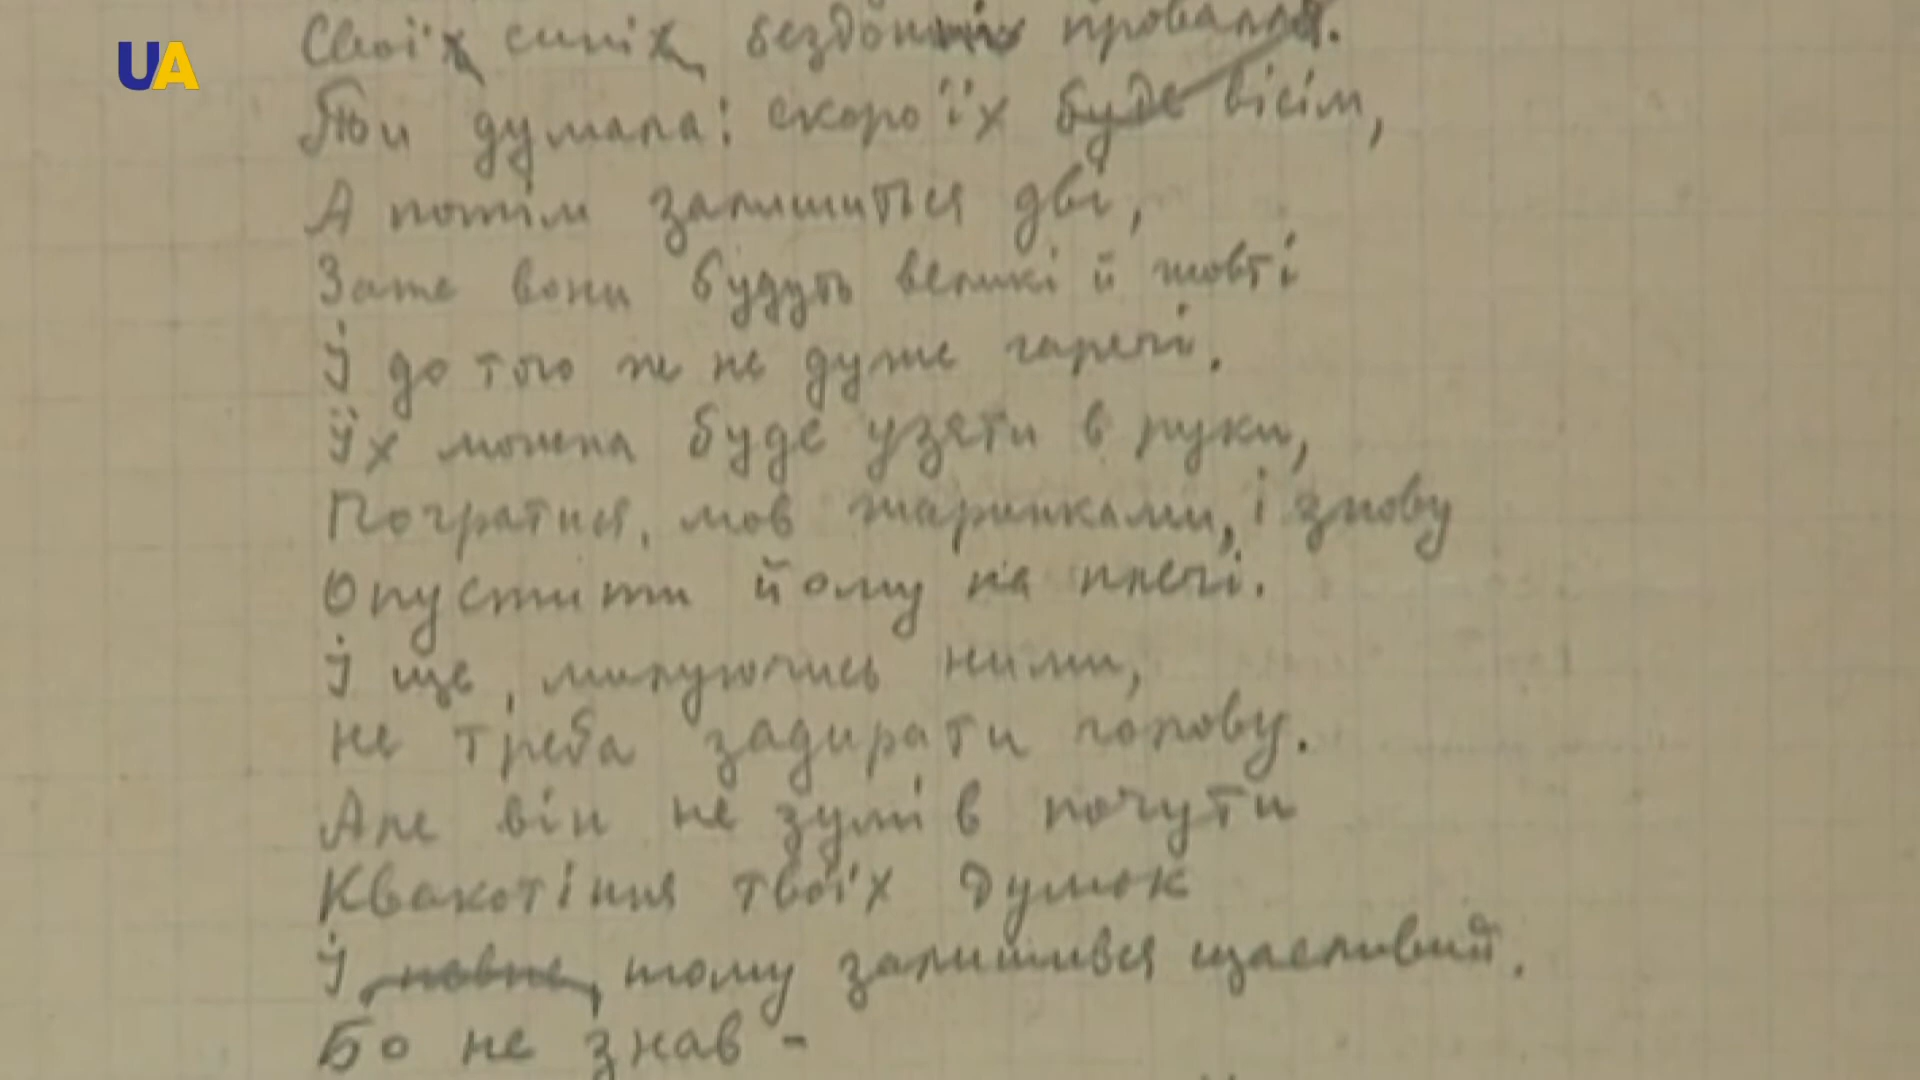 UA
Своїх синіх бездонних провалля.
Ти думала: скоро їх буде вісім,
А потім залишиться дві,
Зате вони будуть великі й жовті
І до того ж не дуже гарячі.
Їх можна буде узяти в руки,
Погратися, мов жаринками, і знову
Опустити йому на плечі.
І ще, милуючись ними,
Не треба задирати голову.
Але він не зумів почути
Квакотіння твоїх думок
І певне, тому залишився щасливий.
Бо не знав -